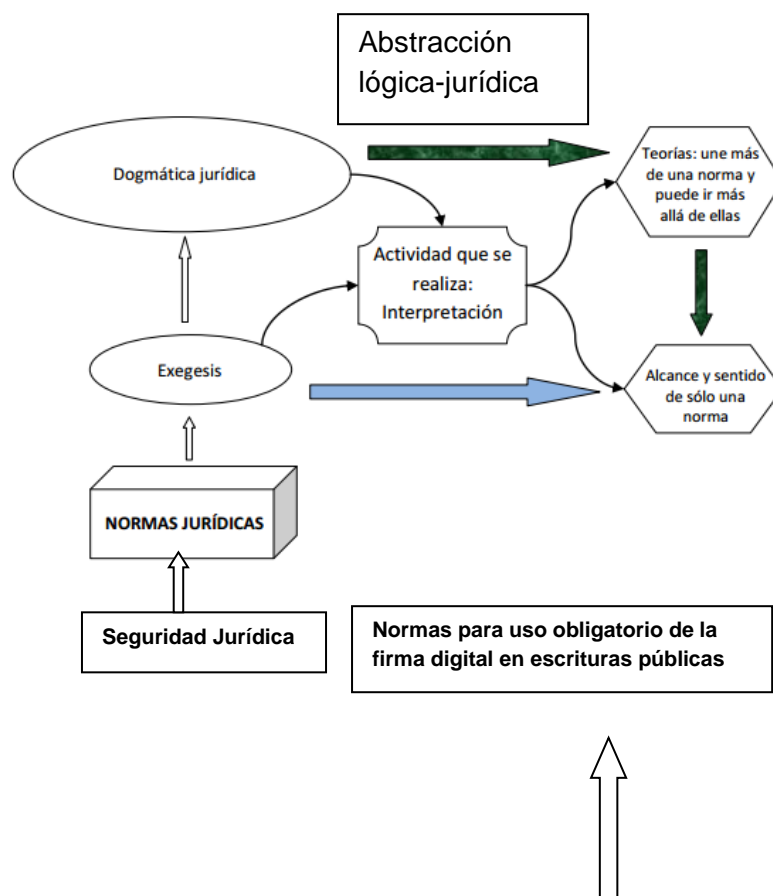 Abstracción
lógica-jurídica
Dogmática jurídica
Teorías: une más
de una norma y
puede ir más
allá de ellas
Actividad que se
realiza:
Interpretación
Exegesis
Alcance y sentido
de sólo una
norma
NORMAS JURÍDICAS
Seguridad Jurídica
Normas para uso obligatorio de la
firma digital en escrituras públicas